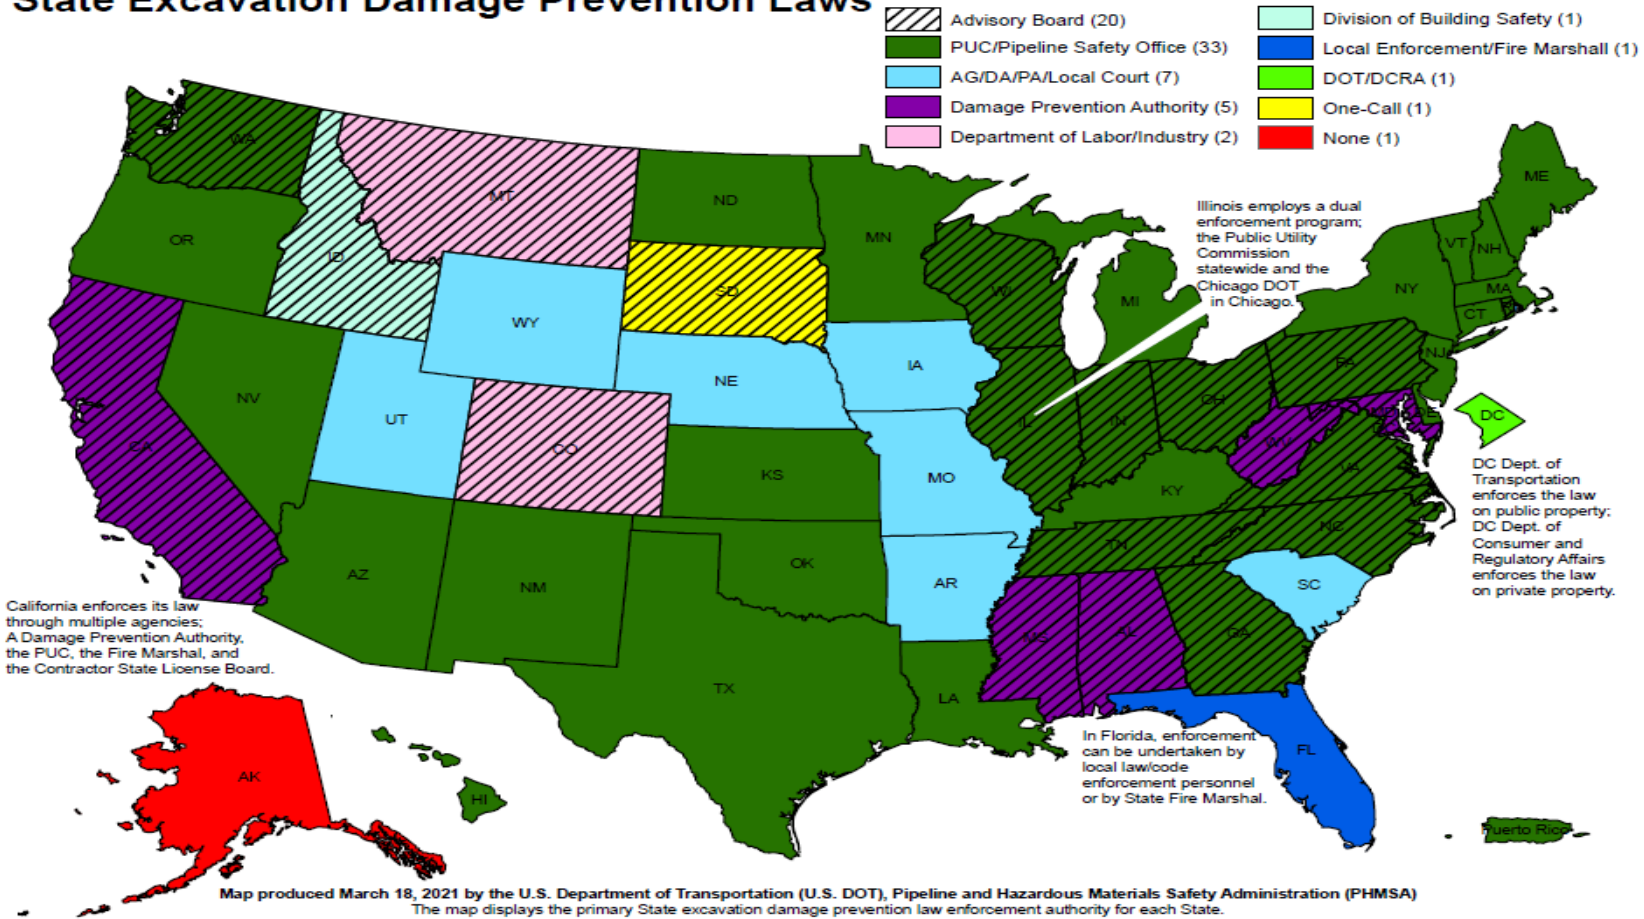 State Excavation Damage Prevention Laws
Advisory Board (20)
PUC/Pipeline Safety Office (33)
AG/DA/PA/Local Court (7)
Damage Prevention Authority (5)
Department of Labor/Industry (2)
Division of Building Safety (1)
Local Enforcement/Fire Marshall (1)
DOT/DCRA (1)
One-Call (1)
None (1)
WA
MT
ND
MN
ME
OR
ID
SD
WI
MI
VT
NH
NY
MA
CT
RI
WY
IA
NE
PA
NJ
NV
UT
CO
IL
IN
OH
MD
DE
DC
CA
KS
MO
KY
WV
VA
AZ
NM
OK
AR
TN
NC
SC
TX
LA
MS
AL
GA
FL
AK
HI
Puerto Rico
Illinois employs a dual
enforcement program;
the Public Utility
Commission
statewide and the
Chicago DOT
in Chicago.
DC Dept. of
Transportation
enforces the law
on public property;
DC Dept. of
Consumer and
Regulatory Affairs
enforces the law
on private property.
California enforces its law
through multiple agencies;
A Damage Prevention Authority,
the PUC, the Fire Marshal, and
the Contractor State License Board.
In Florida, enforcement
can be undertaken by
local law/code
enforcement personnel
or by State Fire Marshal.
Map produced March 18, 2021 by the U.S. Department of Transportation (U.S. DOT), Pipeline and Hazardous Materials Safety Administration (PHMSA)
The map displays the primary State excavation damage prevention law enforcement authority for each State.